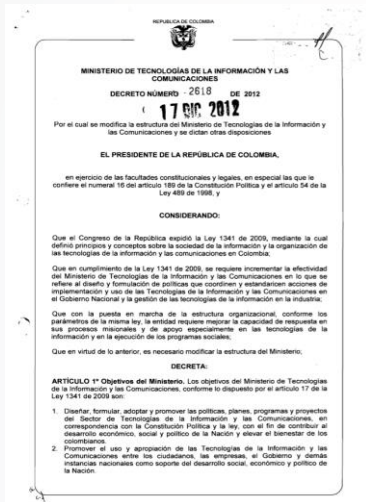 REPUBLICA DE COLOMBIA
MINISTERIO DE TECNOLOGÍAS DE LA INFORMACIÓN Y LAS
COMUNICACIONES
DECRETO NÚMERO 2618 DE 2012
17 DIC 2012
Por el cual se modifica la estructura del Ministerio de Tecnologías de la Información y
las Comunicaciones y se dictan otras disposiciones
EL PRESIDENTE DE LA REPÚBLICA DE COLOMBIA,
en ejercicio de las facultades constitucionales y legales, en especial las que le
confiere el numeral 16 del artículo 189 de la Constitución Política y el artículo 54 de la
Ley 489 de 1998, y
CONSIDERANDO:
Que el Congreso de la República expidió la Ley 1341 de 2009, mediante la cual
definió principios y conceptos sobre la sociedad de la información y la organización de
las tecnologías de la información y las comunicaciones en Colombia;
Que en cumplimiento de la Ley 1341 de 2009, se requiere incrementar la efectividad
del Ministerio de Tecnologías de la Información y las Comunicaciones en lo que se
refiere al diseño y formulación de políticas que coordinen y estandaricen acciones de
implementación y uso de las Tecnologías de la Información y las Comunicaciones en
el Gobierno Nacional y la gestión de las tecnologías de la información en la industria;
Que con la puesta en marcha de la estructura organizacional, conforme los
parámetros de la misma ley, la entidad requiere mejorar la capacidad de respuesta en
sus procesos misionales y de apoyo especialmente en las tecnologías de la
información y en la ejecución de los programas sociales;
Que en virtud de lo anterior, es necesario modificar la estructura del Ministerio;
DECRETA:
ARTÍCULO 1º Objetivos del Ministerio. Los objetivos del Ministerio de Tecnologías
de la Información y las Comunicaciones, conforme lo dispuesto por el artículo 17 de la
Ley 1341 de 2009 son:
1. Diseñar, formular, adoptar y promover las políticas, planes, programas y proyectos
del Sector de Tecnologías de la Información y las Comunicaciones, en
correspondencia con la Constitución Política y la ley, con el fin de contribuir al
desarrollo económico, social y político de la Nación y elevar el bienestar de los
colombianos.
2. Promover el uso y apropiación de las Tecnologías de la Información y las
Comunicaciones entre los ciudadanos, las empresas, el Gobierno y demás
instancias nacionales como soporte del desarrollo social, económico y político de
la Nación.